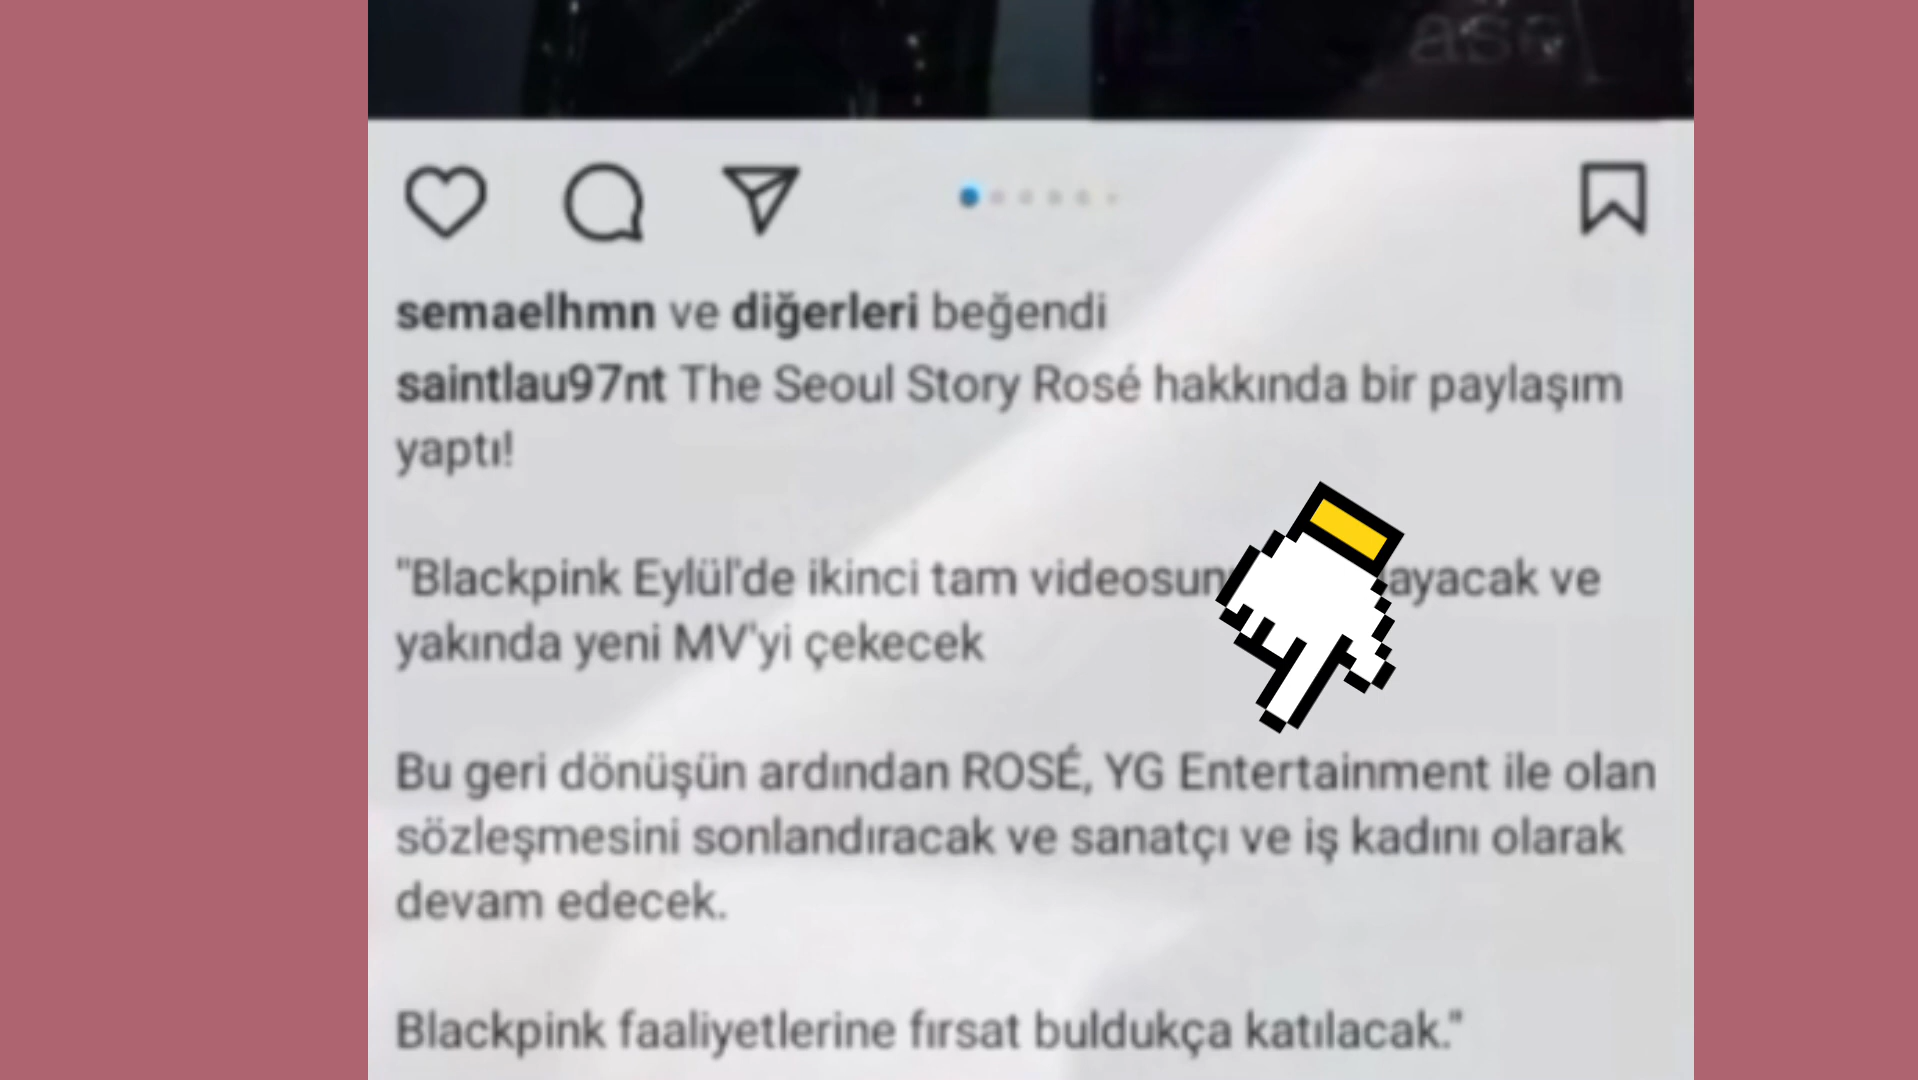 ase
semaelhmn ve diğerleri beğendi
saintlau97nt The Seoul Story Rosé hakkında bir paylaşım
yaptı!
"Blackpink Eylül'de ikinci tam ve
yakında yeni MV'yi çekecek
Bu geri dönüşün ardından ROSÉ, YG Entertainment ile olan
sözleşmesini sonlandıracak ve sanatçı ve iş kadını olarak
devam edecek.
Blackpink faaliyetlerine fırsat buldukça katılacak."